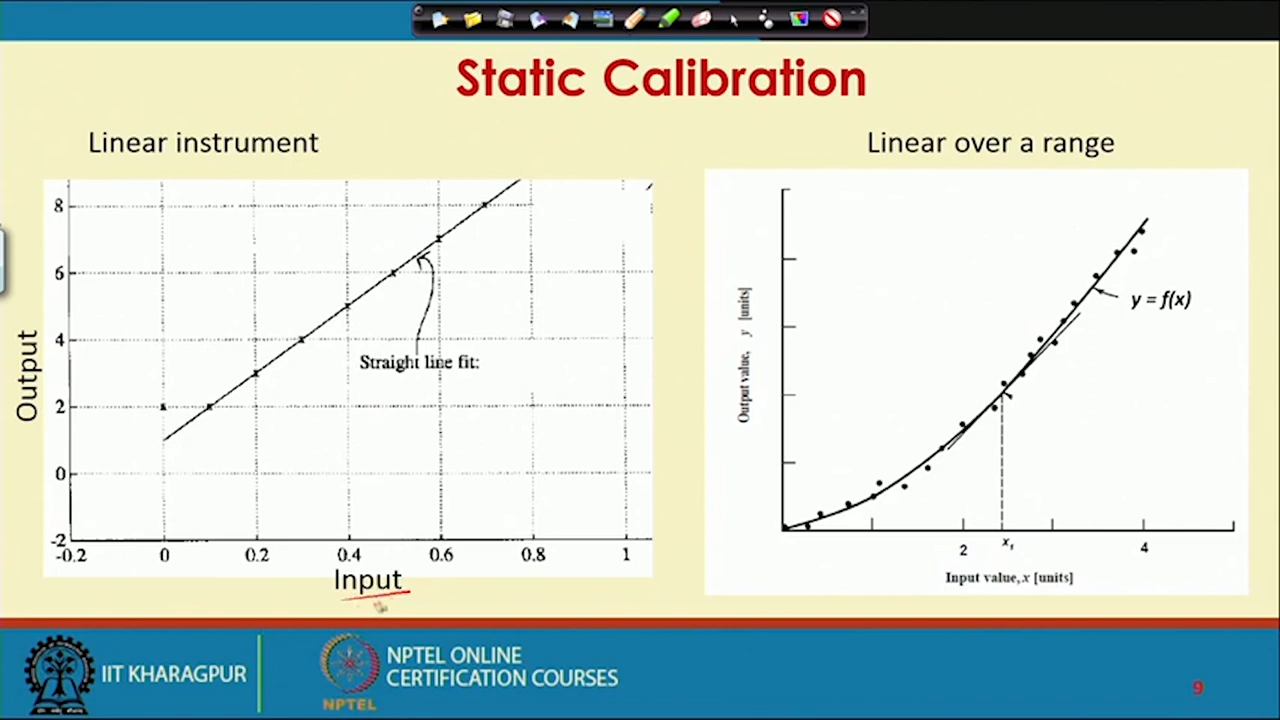 Static Calibration
Linear instrument
Linear over a range
8
6
4
2
0
-2
-0.2
0
0.2
0.4
0.6
0.8
1
Output
Straight line fit:
Input
Output value, y [units]
y = f(x)
2
x₁
4
Input value, x [units]
IIT KHARAGPUR
NPTEL
NPTEL ONLINE
CERTIFICATION COURSES
9